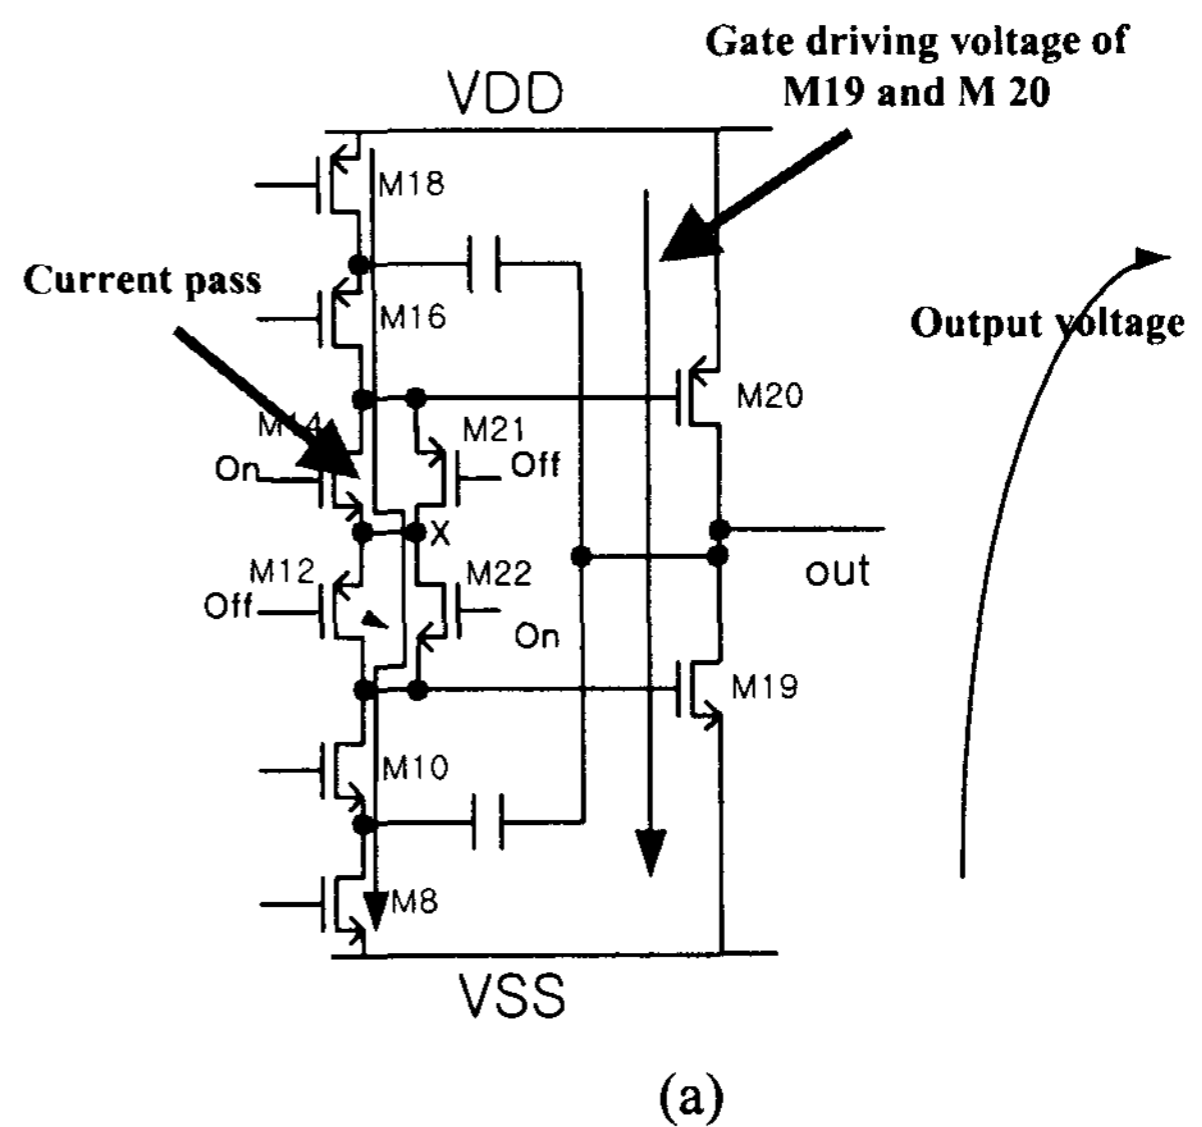 Gate driving voltage of
M19 and M 20
VDD
M18
Current pass
M16
Output voltage
M20
M14
M21
On
Off
X
M12
M22
out
Off
On
M19
M10
M8
VSS
(a)